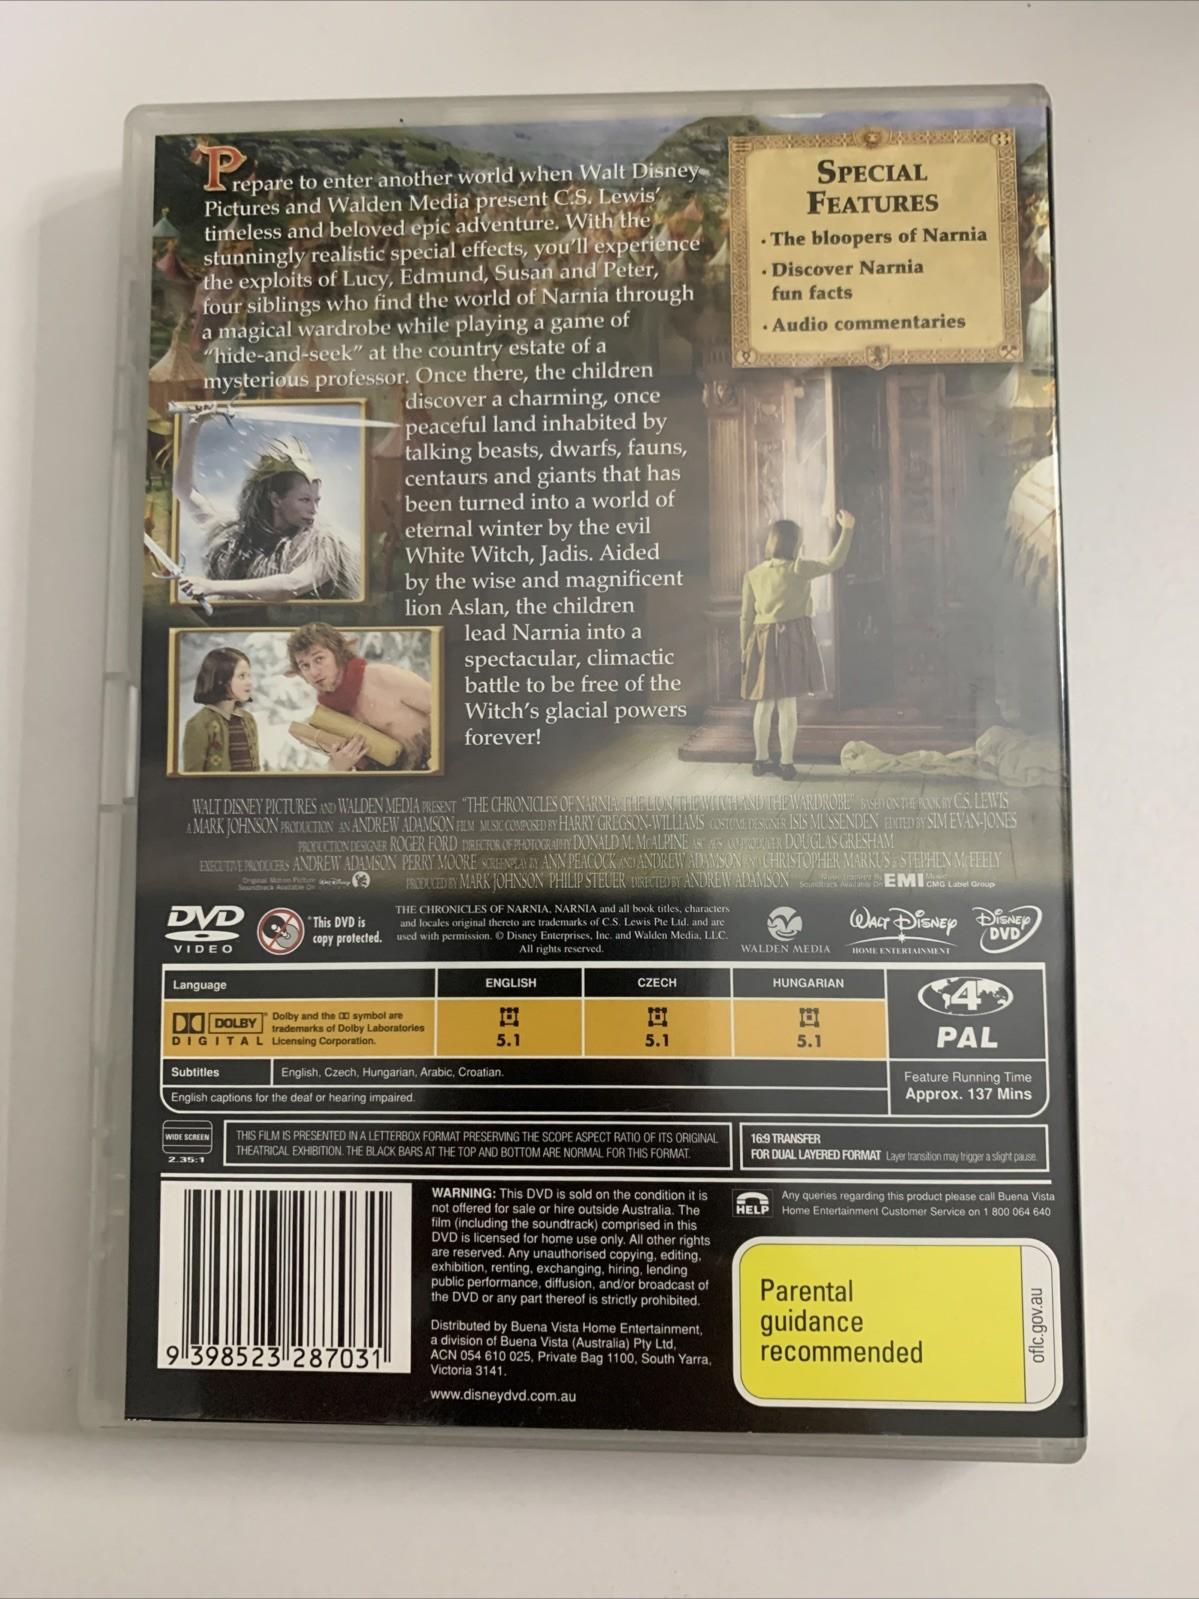 Prepare to enter another world when Walt Disney
Pictures and Walden Media present C.S. Lewis'
timeless and beloved epic adventure. With the
stunningly realistic special effects, you'll experience
the exploits of Lucy, Edmund, Susan and Peter,
four siblings who find the world of Narnia through
a magical wardrobe while playing a game of
"hide-and-seek" at the country estate of a
mysterious professor. Once there, the children
discover a charming, once
peaceful land inhabited by
talking beasts, dwarfs, fauns,
centaurs and giants that has
been turned into a world of
eternal winter by the evil
White Witch, Jadis. Aided
by the wise and magnificent
lion Aslan, the children
lead Narnia into a
spectacular, climactic
battle to be free of the
Witch's glacial powers
forever!
SPECIAL
FEATURES
• The bloopers of Narnia
• Discover Narnia
fun facts
• Audio commentaries
WALT DISNEY PICTURES AND WALDEN MEDIA PRESENT "THE CHRONICLES OF NARNIA: THE LION, THE WITCH AND THE WARDROBE" BASED ON THE BOOK BY C.S. LEWIS
A MARK JOHNSON PRODUCTION AN ANDREW ADAMSON FILM MUSIC COMPOSED BY HARRY GREGSON-WILLIAMS COSTUME DESIGNER ISIS MUSSENDEN EDITED BY SIM EVAN-JONES
PRODUCTION DESIGNER ROGER FORD DIRECTOR OF PHOTOGRAPHY DONALD M. McALPINE ASC ACS CO-PRODUCER DOUGLAS GRESHAM
EXECUTIVE PRODUCERS ANDREW ADAMSON PERRY MOORE SCREENPLAY BY ANN PEACOCK AND ANDREW ADAMSON AND CHRISTOPHER MARKUS & STEPHEN McFEELY
Original Motion Picture
Soundtrack Available On
Walt Disney
PRODUCED BY MARK JOHNSON PHILIP STEUER DIRECTED BY ANDREW ADAMSON
Soundtrack Available On EMI Music CMG Label Group
DVD
VIDEO
*This DVD is
copy protected.
THE CHRONICLES OF NARNIA, NARNIA and all book titles, characters
and locales original thereto are trademarks of C.S. Lewis Pte Ltd. and are
used with permission. © Disney Enterprises, Inc. and Walden Media, LLC.
All rights reserved.
WALDEN MEDIA
WALT DISNEY
HOME ENTERTAINMENT
DISNEY
DVD
Language
ENGLISH
CZECH
HUNGARIAN
DOLBY
DIGITAL
Dolby and the DD symbol are
trademarks of Dolby Laboratories
Licensing Corporation.
5.1
5.1
5.1
4
PAL
Subtitles
English, Czech, Hungarian, Arabic, Croatian.
English captions for the deaf or hearing impaired.
Feature Running Time
Approx. 137 Mins
WIDE SCREEN
2.35:1
THIS FILM IS PRESENTED IN A LETTERBOX FORMAT PRESERVING THE SCOPE ASPECT RATIO OF ITS ORIGINAL
THEATRICAL EXHIBITION. THE BLACK BARS AT THE TOP AND BOTTOM ARE NORMAL FOR THIS FORMAT.
16:9 TRANSFER
FOR DUAL LAYERED FORMAT Layer transition may trigger a slight pause.
9 398523 287031
WARNING: This DVD is sold on the condition it is
not offered for sale or hire outside Australia. The
film (including the soundtrack) comprised in this
DVD is licensed for home use only. All other rights
are reserved. Any unauthorised copying, editing,
exhibition, renting, exchanging, hiring, lending
public performance, diffusion, and/or broadcast of
the DVD or any part thereof is strictly prohibited.
Distributed by Buena Vista Home Entertainment,
a division of Buena Vista (Australia) Pty Ltd,
ACN 054 610 025, Private Bag 1100, South Yarra,
Victoria 3141.
www.disneydvd.com.au
HELP
Any queries regarding this product please call Buena Vista
Home Entertainment Customer Service on 1 800 064 640
Parental
guidance
recommended
oflc.gov.au